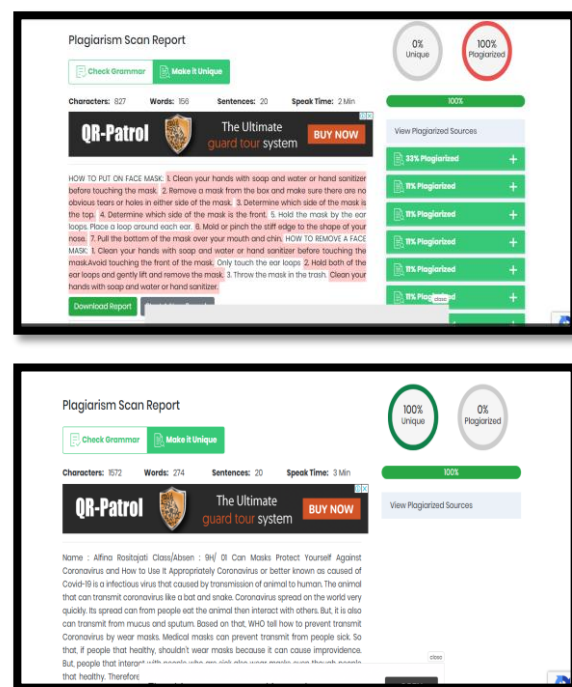 Plagiarism Scan Report
0%
Unique
100%
Plagiarized
Check Grammar
Make it Unique
Characters: 827 Words: 156 Sentences: 20 Speak Time: 2 Min
100%
QR-Patrol
The Ultimate
guard tour system
BUY NOW
View Plagiarized Sources
33% Plagiarized +
11% Plagiarized +
11% Plagiarized +
11% Plagiarized +
11% Plagiarized +
11% Plagiarized +
close
HOW TO PUT ON FACE MASK: 1. Clean your hands with soap and water or hand sanitizer
before touching the mask. 2. Remove a mask from the box and make sure there are no
obvious tears or holes in either side of the mask. 3. Determine which side of the mask is
the top. 4. Determine which side of the mask is the front. 5. Hold the mask by the ear
loops. Place a loop around each ear. 6. Mold or pinch the stiff edge to the shape of your
nose. 7. Pull the bottom of the mask over your mouth and chin. HOW TO REMOVE A FACE
MASK: 1. Clean your hands with soap and water or hand sanitizer before touching the
mask.Avoid touching the front of the mask. Only touch the ear loops 2. Hold both of the
ear loops and gently lift and remove the mask. 3. Throw the mask in the trash. Clean your
hands with soap and water or hand sanitizer.
Download Report
Plagiarism Scan Report
100%
Unique
0%
Plagiarized
Check Grammar
Make it Unique
Characters: 1572 Words: 274 Sentences: 20 Speak Time: 3 Min
100%
QR-Patrol
The Ultimate
guard tour system
BUY NOW
View Plagiarized Sources
Name : Alfina Rositajati Class/Absen : 9H/ 01 Can Masks Protect Yourself Against
Coronavirus and How to Use It Appropriately Coronavirus or better known as caused of
Covid-19 is a infectious virus that caused by transmission of animal to human. The animal
that can transmit coronavirus like a bat and snake. Coronavirus spread on the world very
quickly. Its spread can from people eat the animal then interact with others. But, it is also
can transmit from mucus and sputum. Based on that, WHO tell how to prevent transmit
Coronavirus by wear masks. Medical masks can prevent transmit from people sick. So
that, if people that healthy, shouldn't wear masks because it can cause improvidence.
But, people that interact with people who are sick also wear masks even though people
that healthy. Therefore
close